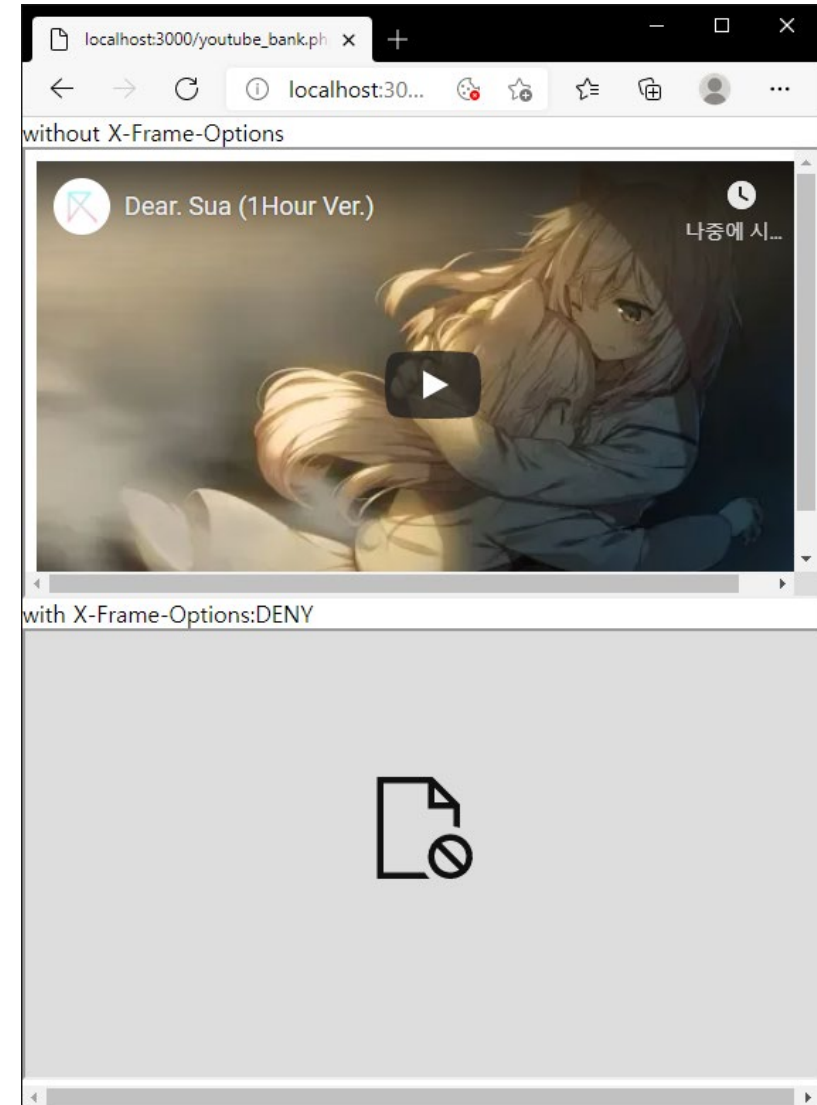 localhost:3000/youtube_bank.ph
localhost:30...
without X-Frame-Options
Dear. Sua (1Hour Ver.)
나중에 시...
with X-Frame-Options:DENY